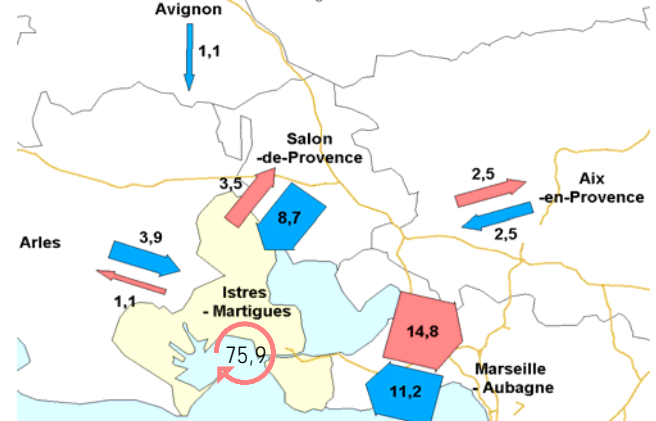 Avignon
1,1
Salon
-de-Provence
3,5
8,7
2,5
Aix
-en-Provence
2,5
Arles
3,9
1,1
Istres
- Martigues
75,9
14,8
11,2
Marseille
- Aubagne